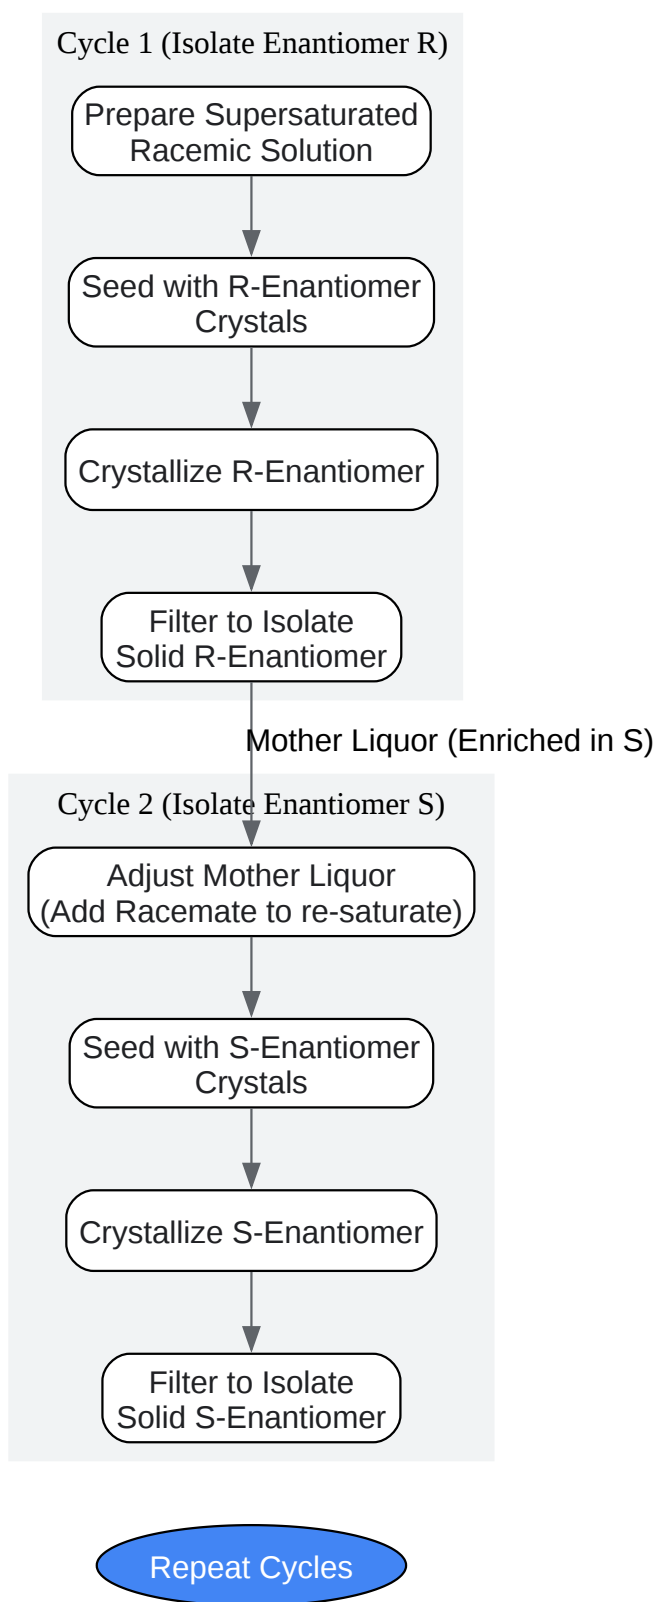 Cycle 1 (Isolate Enantiomer R)
Prepare Supersaturated
Racemic Solution
Seed with R-Enantiomer
Crystals
Crystallize R-Enantiomer
Filter to Isolate
Solid R-Enantiomer
Mother Liquor (Enriched in S)
Cycle 2 (Isolate Enantiomer S)
Adjust Mother Liquor
(Add Racemate to re-saturate)
Seed with S-Enantiomer
Crystals
Crystallize S-Enantiomer
Filter to Isolate
Solid S-Enantiomer
Repeat Cycles